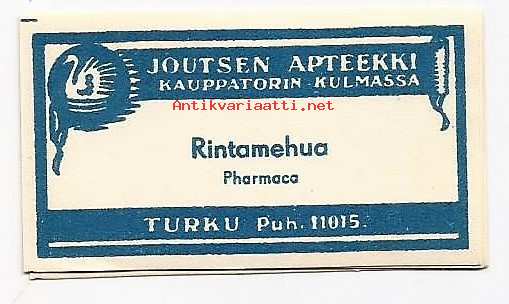 JOUTSEN APTEEKKI
KAUPPATORIN KULMASSA
Antikvariaatti.net
Rintamehua
Pharmaca
TURKU Puh. 11015.